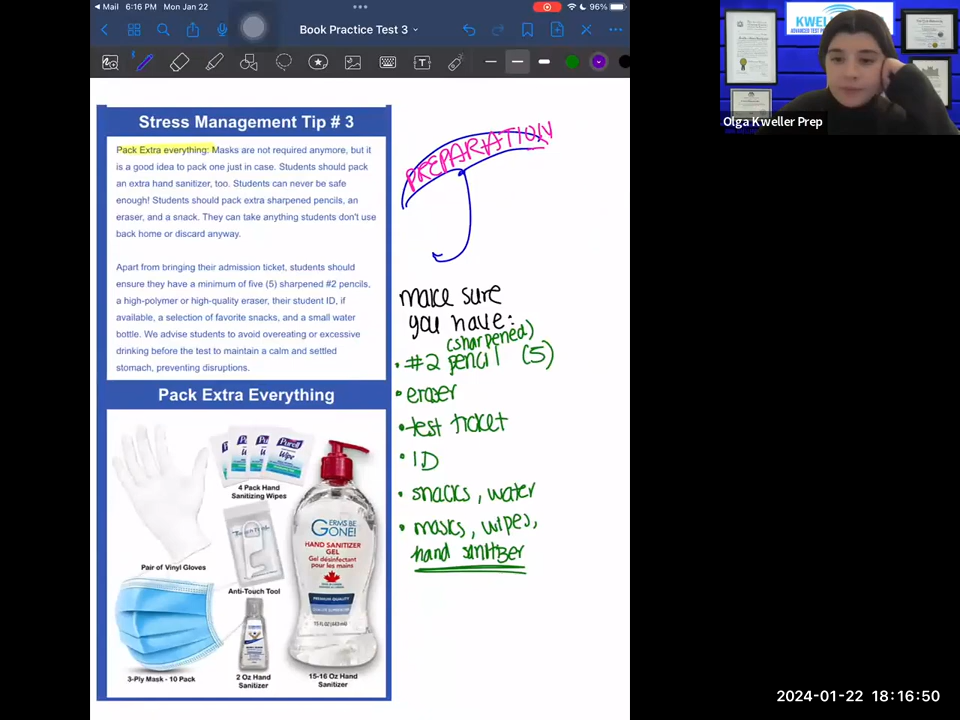 Mail 6:16 PM Mon Jan 22
96%
Book Practice Test 3
KWELLER
Olga Kweller Prep
Stress Management Tip # 3
Pack Extra everything: Masks are not required anymore, but it
is a good idea to pack one just in case. Students should pack
an extra hand sanitizer, too. Students can never be safe
enough! Students should pack extra sharpened pencils, an
eraser, and a snack. They can take anything students don't use
back home or discard anyway.
Apart from bringing their admission ticket, students should
ensure they have a minimum of five (5) sharpened #2 pencils,
a high-polymer or high-quality eraser, their student ID, if
available, a selection of favorite snacks, and a small water
bottle. We advise students to avoid overeating or excessive
drinking before the test to maintain a calm and settled
stomach, preventing disruptions.
Pack Extra Everything
PREPARATION
make sure
you have:
(sharpened)
• #2 pencil (5)
• eraser
• test ticket
• ID
• snacks, water
• masks, wipes,
hand sanitizer
Purell
Wipe
4 Pack Hand
Sanitizing Wipes
Pair of Vinyl Gloves
Anti-Touch Tool
GERMS BE
GONE!
HAND SANITIZER
GEL
Gel désinfectant
pour les mains
PREMIUM QUALITY
3-Ply Mask - 10 Pack
2 Oz Hand
Sanitizer
15-16 Oz Hand
Sanitizer
2024-01-22 18:16:50